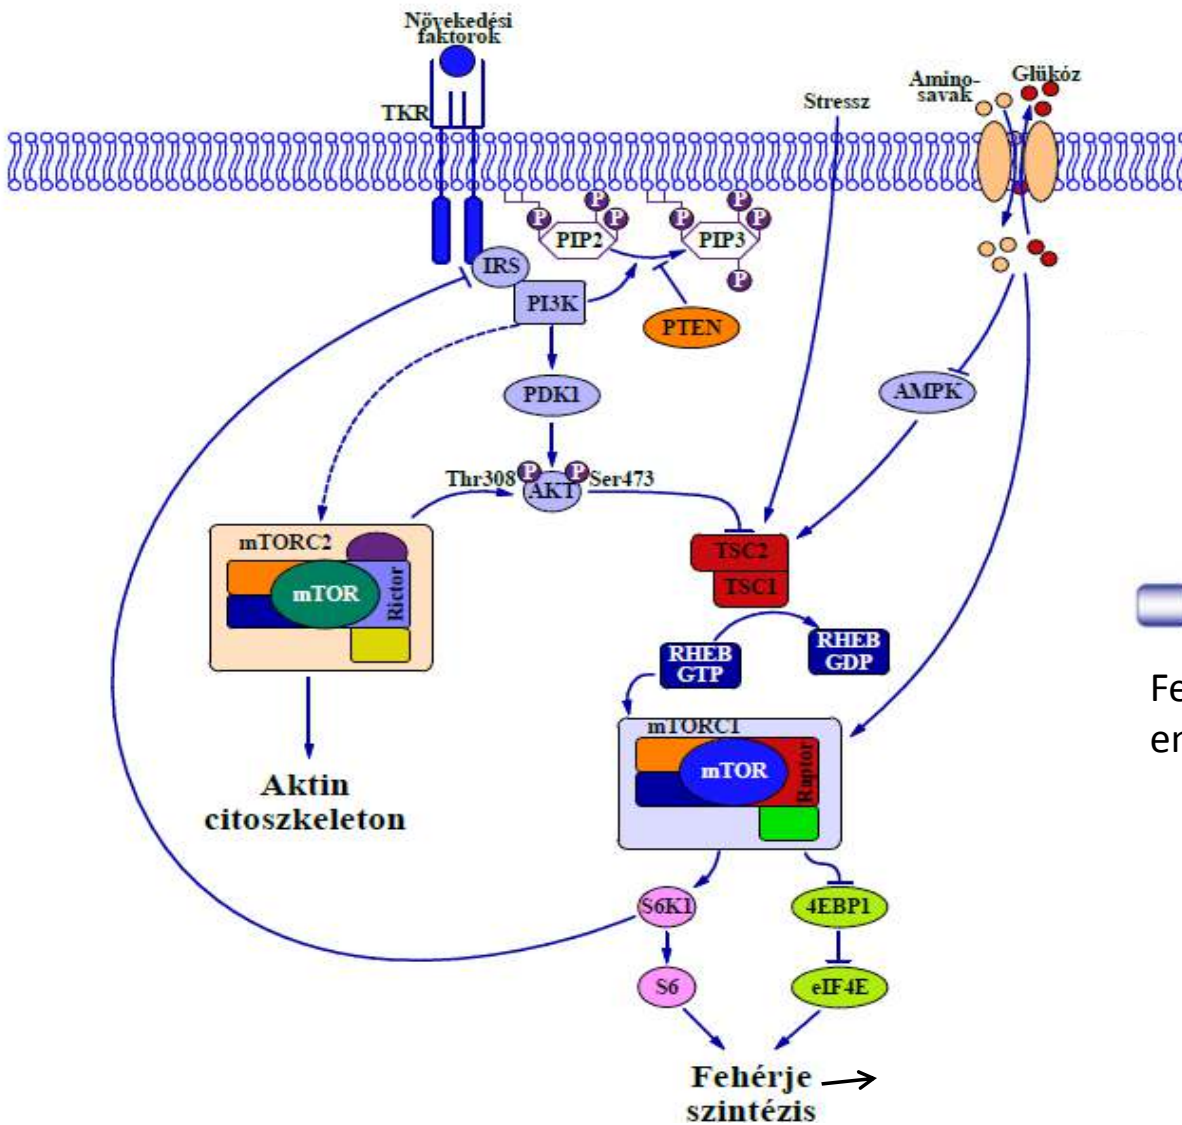 Növekedési
faktorok
TKR
Stressz
Amino-
savak
Glükóz
P
P
P
P
P
P
P
PIP2
PIP3
IRS
PI3K
PTEN
PDK1
AMPK
Thr308
P
P
Ser473
AKT
mTORC2
mTOR
Rictor
TSC2
TSC1
RHEB
GTP
RHEB
GDP
Fe
en
mTORC1
mTOR
Raptor
Aktin
citoszkeleton
S6K1
4EBP1
S6
eIF4E
Fehérje
szintézis